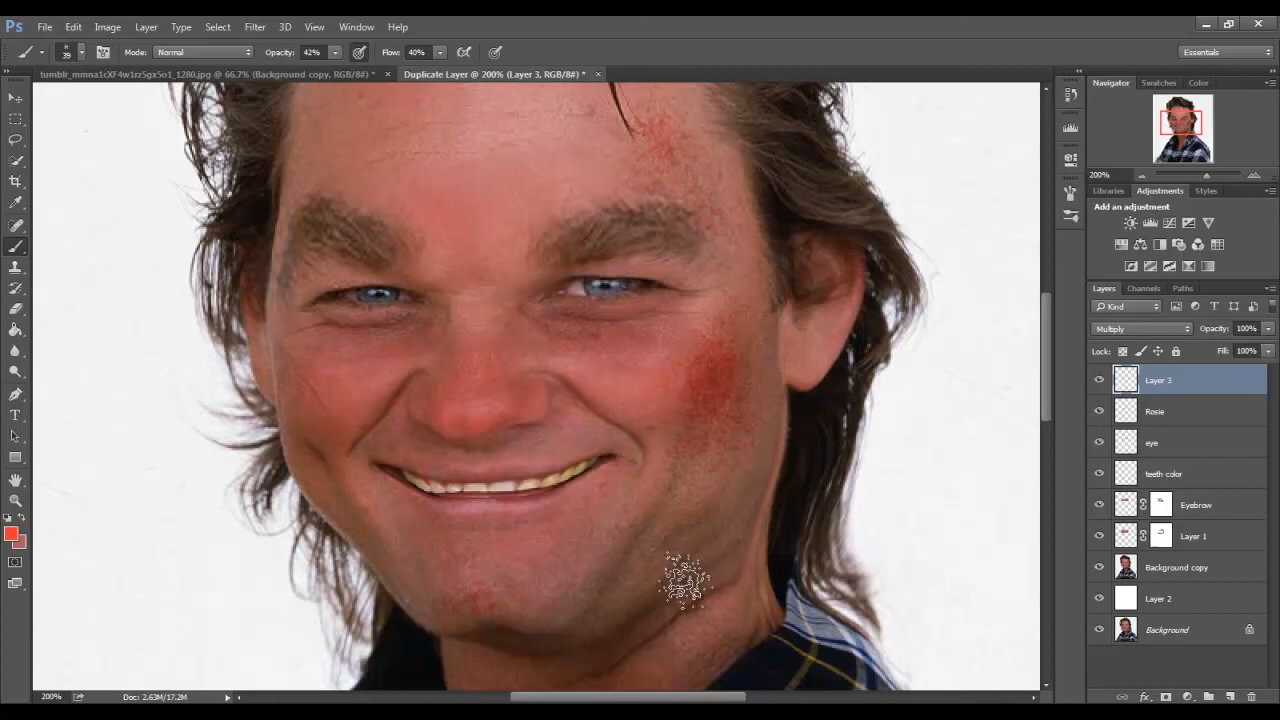 Ps File Edit Image Layer Type Select Filter 3D View Window Help
39 Mode: Normal Opacity: 42% Flow: 40% Essentials
tumblr_mmna1cXF4w1rz5gxso1_1280.jpg @ 66.7% (Background copy, RGB/8#) * × Duplicate Layer @ 200% (Layer 3, RGB/8#) * ×
Navigator Swatches Color
200%
Libraries Adjustments Styles
Add an adjustment
Layers Channels Paths
Kind
Multiply Opacity: 100%
Lock: Fill: 100%
Layer 3
Rosie
eye
teeth color
Eyebrow
Layer 1
Background copy
Layer 2
Background
200% Doc: 2.63M/17.2M